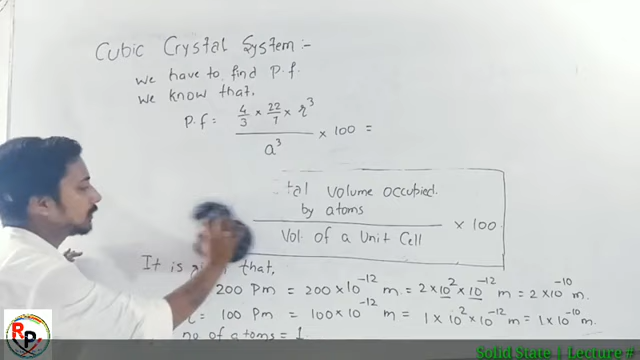 Cubic Crystal System :-
we have to find P.f.
we know that,
P.f = 4/3 × 22/7 × r³ / a³ × 100 =
tal volume occupied by atoms / Vol. of a Unit Cell × 100
It is that,
200 Pm = 200 × 10⁻¹² m = 2 × 10² × 10⁻¹² m = 2 × 10⁻¹⁰ m.
= 100 Pm = 100 × 10⁻¹² m = 1 × 10² × 10⁻¹² m = 1 × 10⁻¹⁰ m.
no of atoms = 1
RP
Solid State | Lecture #